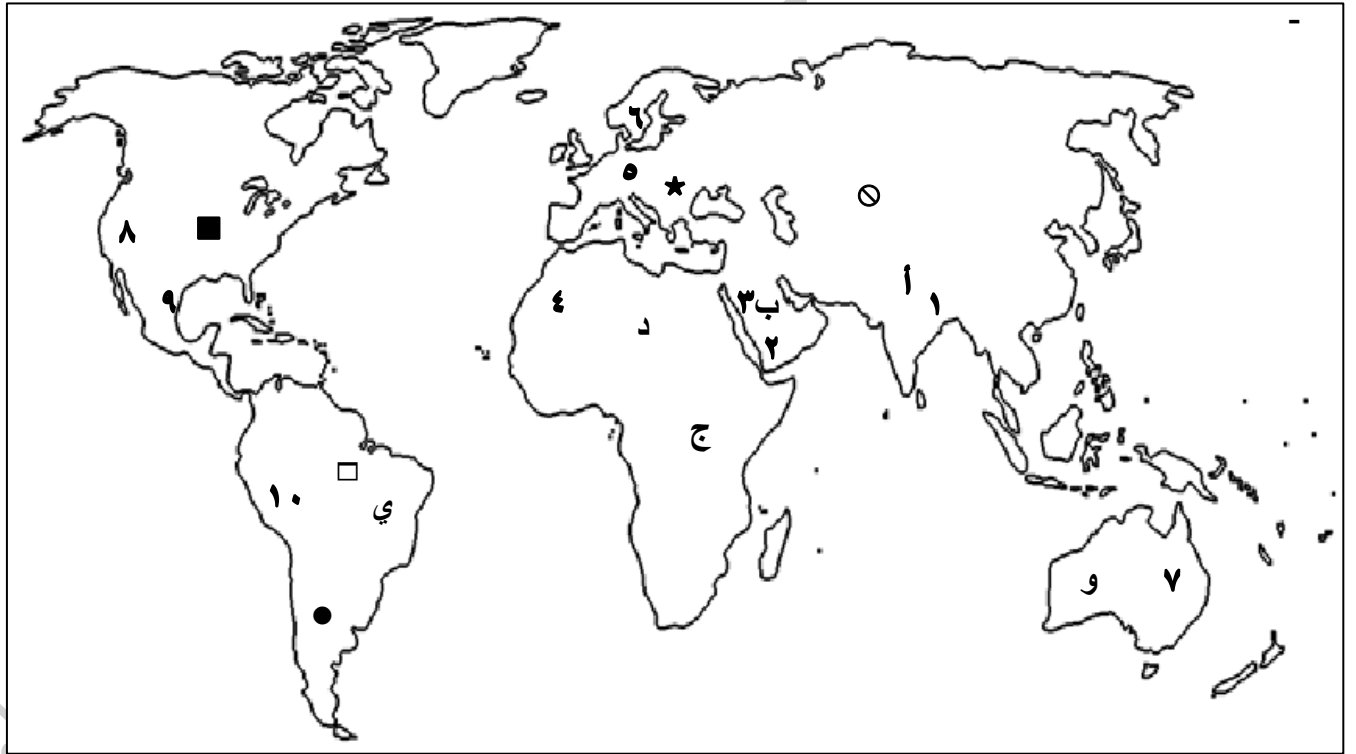 ٦
٥
٨
أ
١
٩
٤
ب٣
د
٢
ج
١٠
ي
و
٧